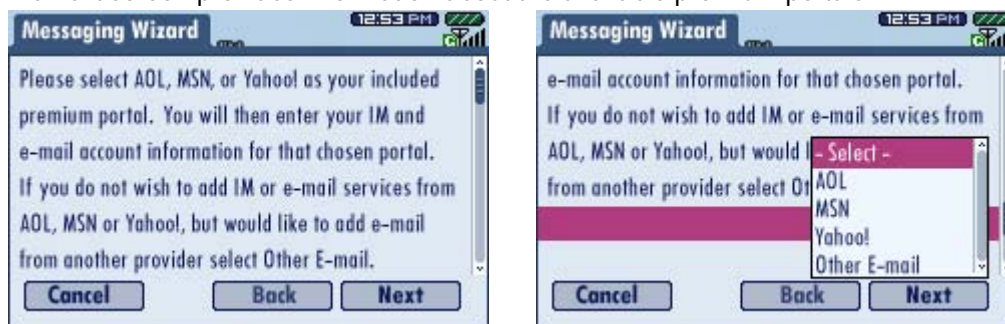 Messaging Wizard
12:53 PM
Please select AOL, MSN, or Yahoo! as your included
premium portal. You will then enter your IM and
e-mail account information for that chosen portal.
If you do not wish to add IM or e-mail services from
AOL, MSN or Yahoo!, but would like to add e-mail
from another provider select Other E-mail.
Cancel
Back
Next
Messaging Wizard
12:53 PM
e-mail account information for that chosen portal.
If you do not wish to add IM or e-mail services from
AOL, MSN or Yahoo!, but would
from another provider select
- Select -
AOL
MSN
Yahoo!
Other E-mail
Cancel
Back
Next